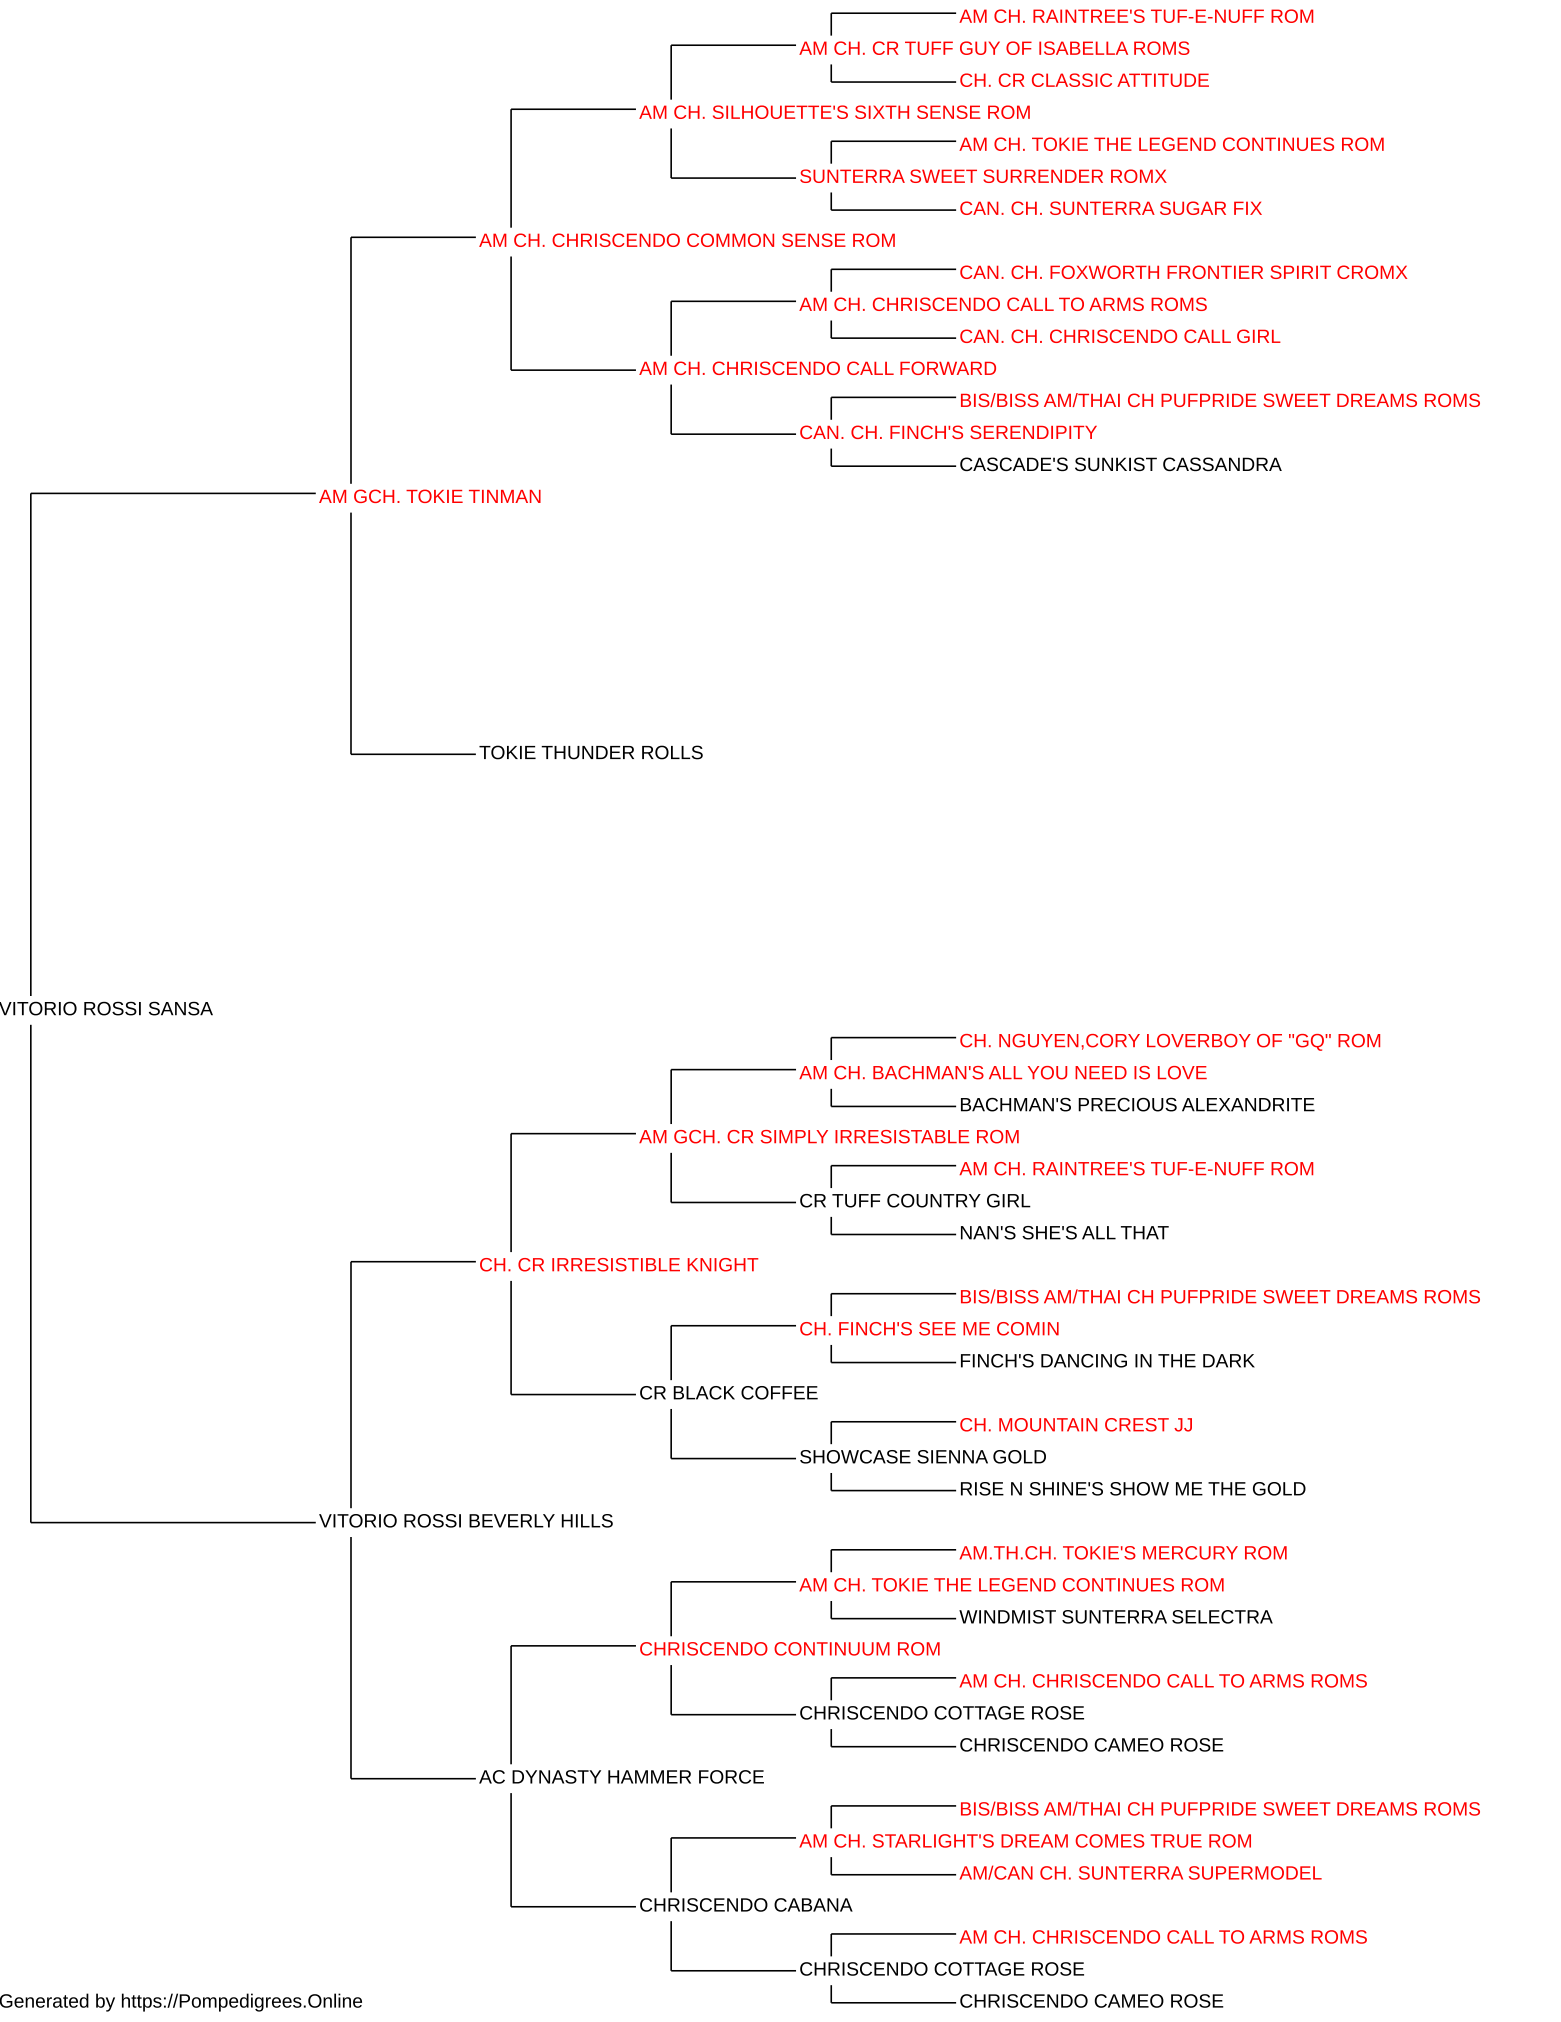 AM CH. RAINTREE'S TUF-E-NUFF ROM
AM CH. CR TUFF GUY OF ISABELLA ROMS
CH. CR CLASSIC ATTITUDE
AM CH. SILHOUETTE'S SIXTH SENSE ROM
AM CH. TOKIE THE LEGEND CONTINUES ROM
SUNTERRA SWEET SURRENDER ROMX
CAN. CH. SUNTERRA SUGAR FIX
AM CH. CHRISCENDO COMMON SENSE ROM
CAN. CH. FOXWORTH FRONTIER SPIRIT CROMX
AM CH. CHRISCENDO CALL TO ARMS ROMS
CAN. CH. CHRISCENDO CALL GIRL
AM CH. CHRISCENDO CALL FORWARD
BIS/BISS AM/THAI CH PUFPRIDE SWEET DREAMS ROMS
CAN. CH. FINCH'S SERENDIPITY
CASCADE'S SUNKIST CASSANDRA
AM GCH. TOKIE TINMAN
TOKIE THUNDER ROLLS
VITORIO ROSSI SANSA
CH. NGUYEN,CORY LOVERBOY OF "GQ" ROM
AM CH. BACHMAN'S ALL YOU NEED IS LOVE
BACHMAN'S PRECIOUS ALEXANDRITE
AM GCH. CR SIMPLY IRRESISTABLE ROM
AM CH. RAINTREE'S TUF-E-NUFF ROM
CR TUFF COUNTRY GIRL
NAN'S SHE'S ALL THAT
CH. CR IRRESISTIBLE KNIGHT
BIS/BISS AM/THAI CH PUFPRIDE SWEET DREAMS ROMS
CH. FINCH'S SEE ME COMIN
FINCH'S DANCING IN THE DARK
CR BLACK COFFEE
CH. MOUNTAIN CREST JJ
SHOWCASE SIENNA GOLD
RISE N SHINE'S SHOW ME THE GOLD
VITORIO ROSSI BEVERLY HILLS
AM.TH.CH. TOKIE'S MERCURY ROM
AM CH. TOKIE THE LEGEND CONTINUES ROM
WINDMIST SUNTERRA SELECTRA
CHRISCENDO CONTINUUM ROM
AM CH. CHRISCENDO CALL TO ARMS ROMS
CHRISCENDO COTTAGE ROSE
CHRISCENDO CAMEO ROSE
AC DYNASTY HAMMER FORCE
BIS/BISS AM/THAI CH PUFPRIDE SWEET DREAMS ROMS
AM CH. STARLIGHT'S DREAM COMES TRUE ROM
AM/CAN CH. SUNTERRA SUPERMODEL
CHRISCENDO CABANA
AM CH. CHRISCENDO CALL TO ARMS ROMS
CHRISCENDO COTTAGE ROSE
CHRISCENDO CAMEO ROSE
Generated by https://Pompedigrees.Online